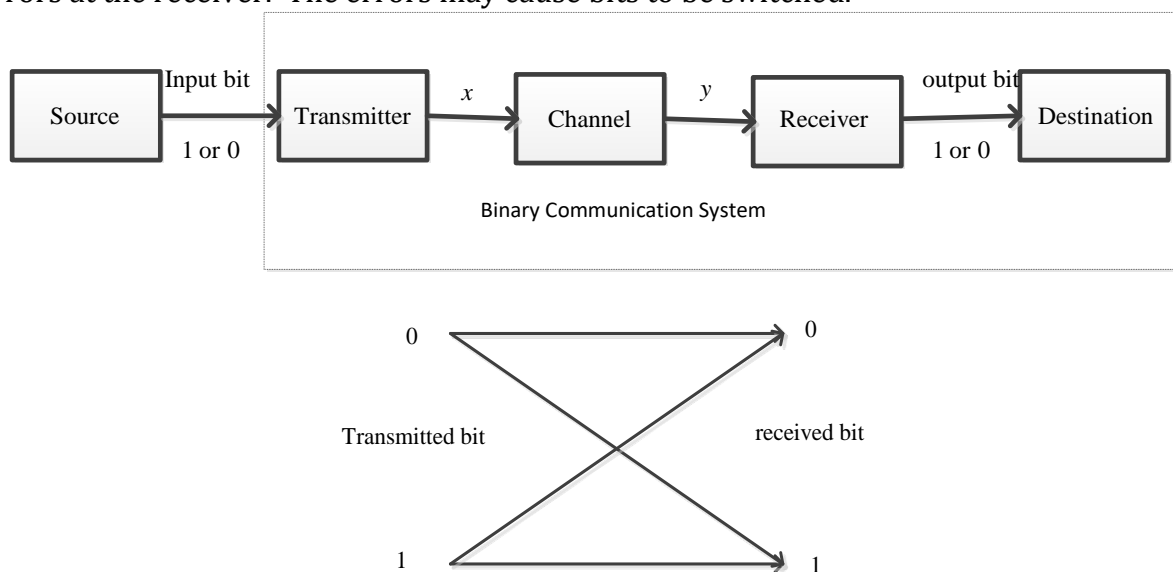 rors at the receiver. The errors may cause bits to be switched.
Input bit
output bit
Source
Transmitter
x
Channel
y
Receiver
Destination
1 or 0
1 or 0
Binary Communication System
0
0
Transmitted bit
received bit
1
1